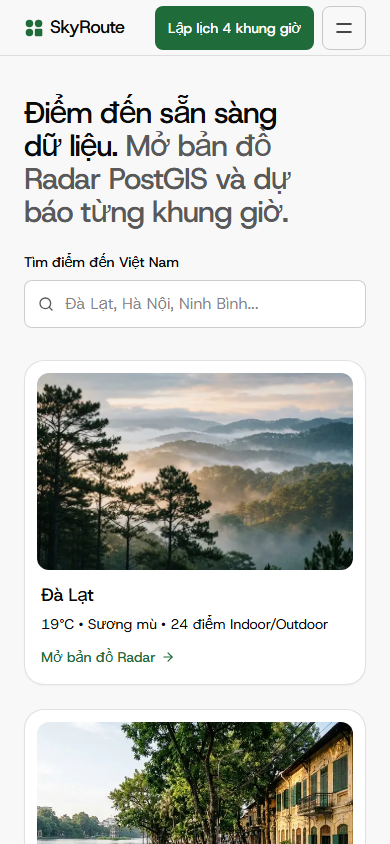 SkyRoute
Lập lịch 4 khung giờ
Điểm đến sẵn sàng
dữ liệu. Mở bản đồ
Radar PostGIS và dự
báo từng khung giờ.
Tìm điểm đến Việt Nam
Đà Lạt, Hà Nội, Ninh Bình...
Đà Lạt
19°C • Sương mù • 24 điểm Indoor/Outdoor
Mở bản đồ Radar →